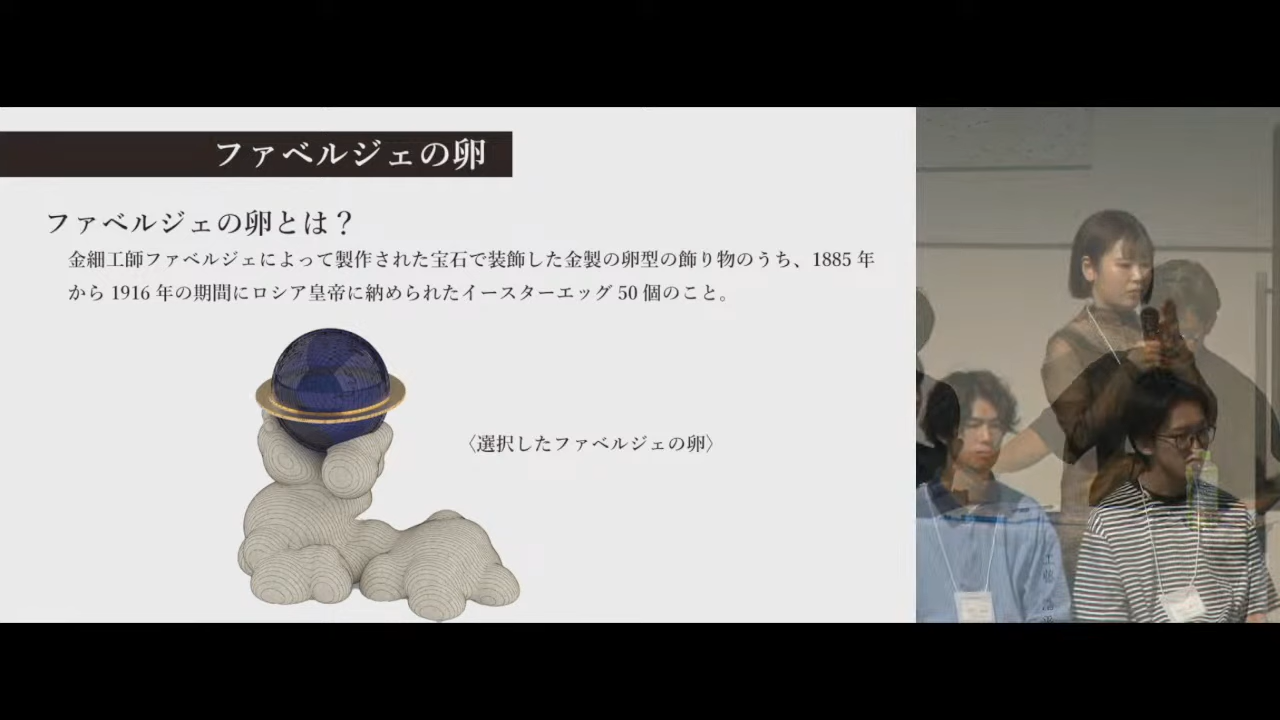 ファベルジェの卵
ファベルジェの卵とは？
金細工師ファベルジェによって製作された宝石で装飾した金製の卵型の飾り物のうち、1885 年
から 1916 年の期間にロシア皇帝に納められたイースターエッグ 50 個のこと。
〈選択したファベルジェの卵〉